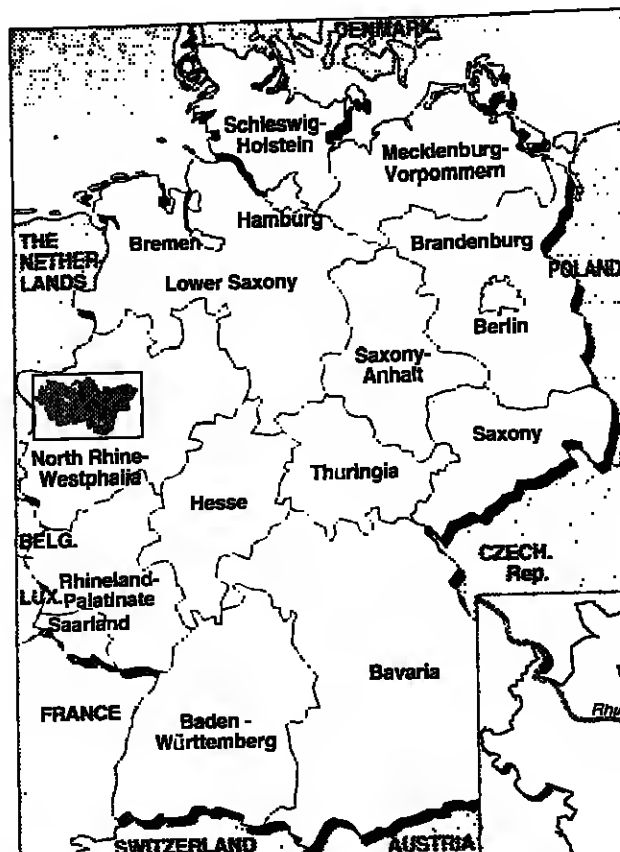 DENMARK
Schleswig-
Holstein
Mecklenburg-
Vorpommern
Hamburg
THE
NETHER-
LANDS
Bremen
Brandenburg
POLAND
Lower Saxony
Berlin
Saxony-
Anhalt
North Rhine-
Westphalia
Saxony
Thuringia
Hesse
BELG.
CZECH.
Rep.
LUX.
Rhineland-
Palatinate
Saarland
Bavaria
FRANCE
Baden -
Württemberg
Rhu
SWITZERLAND
AUSTRIA